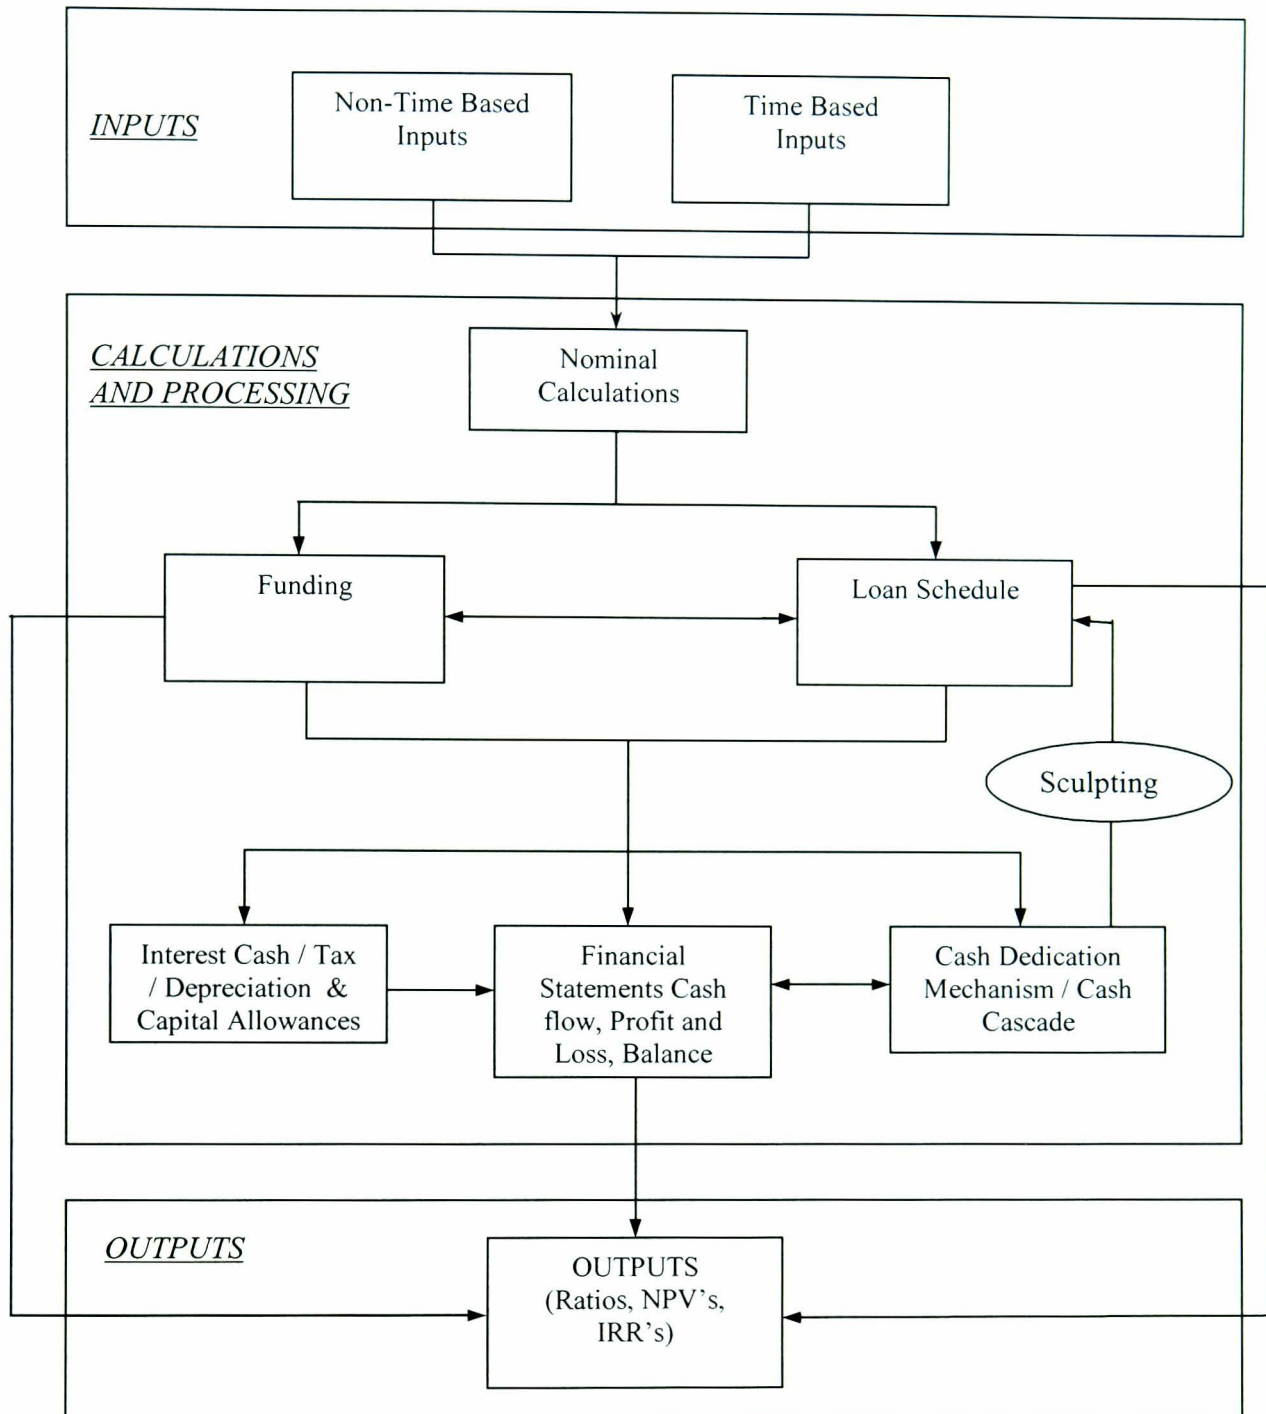 INPUTS
Non-Time Based
Inputs
Time Based
Inputs
CALCULATIONS
AND PROCESSING
Nominal
Calculations
Funding
Loan Schedule
Sculpting
Interest Cash / Tax
/ Depreciation &
Capital Allowances
Financial
Statements Cash
flow, Profit and
Loss, Balance
Cash Dedication
Mechanism / Cash
Cascade
OUTPUTS
OUTPUTS
(Ratios, NPV's,
IRR's)